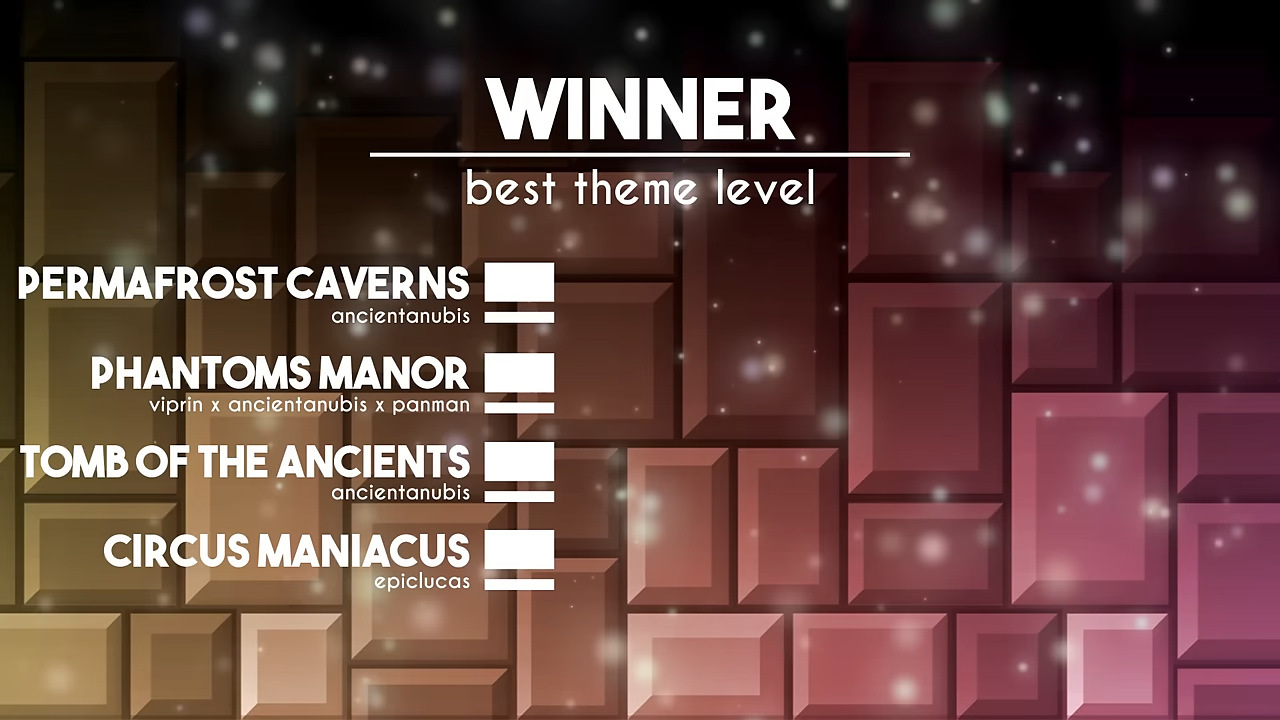 WINNER
best theme level
PERMAFROST CAVERNS
ancientanubis
PHANTOMS MANOR
viprin x ancientanubis x panman
TOMB OF THE ANCIENTS
ancientanubis
CIRCUS MANIACUS
epiclucas